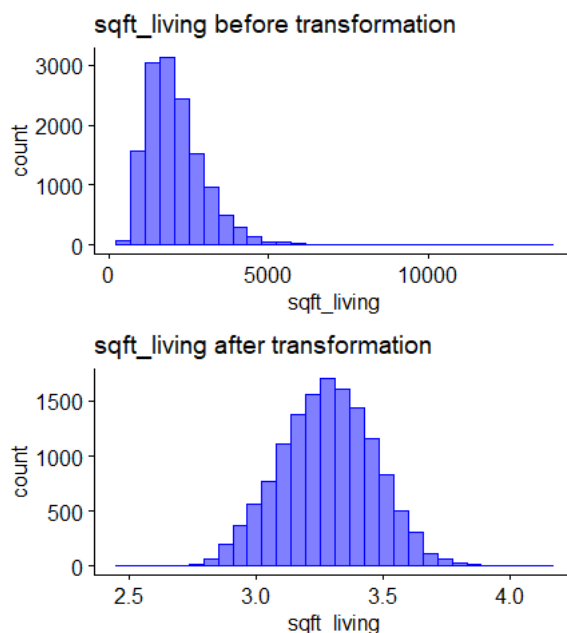 sqft_living before transformation
3000
2000
1000
0
count
0 5000 10000
sqft_living
sqft_living after transformation
1500
1000
500
0
count
2.5 3.0 3.5 4.0
sqft_living